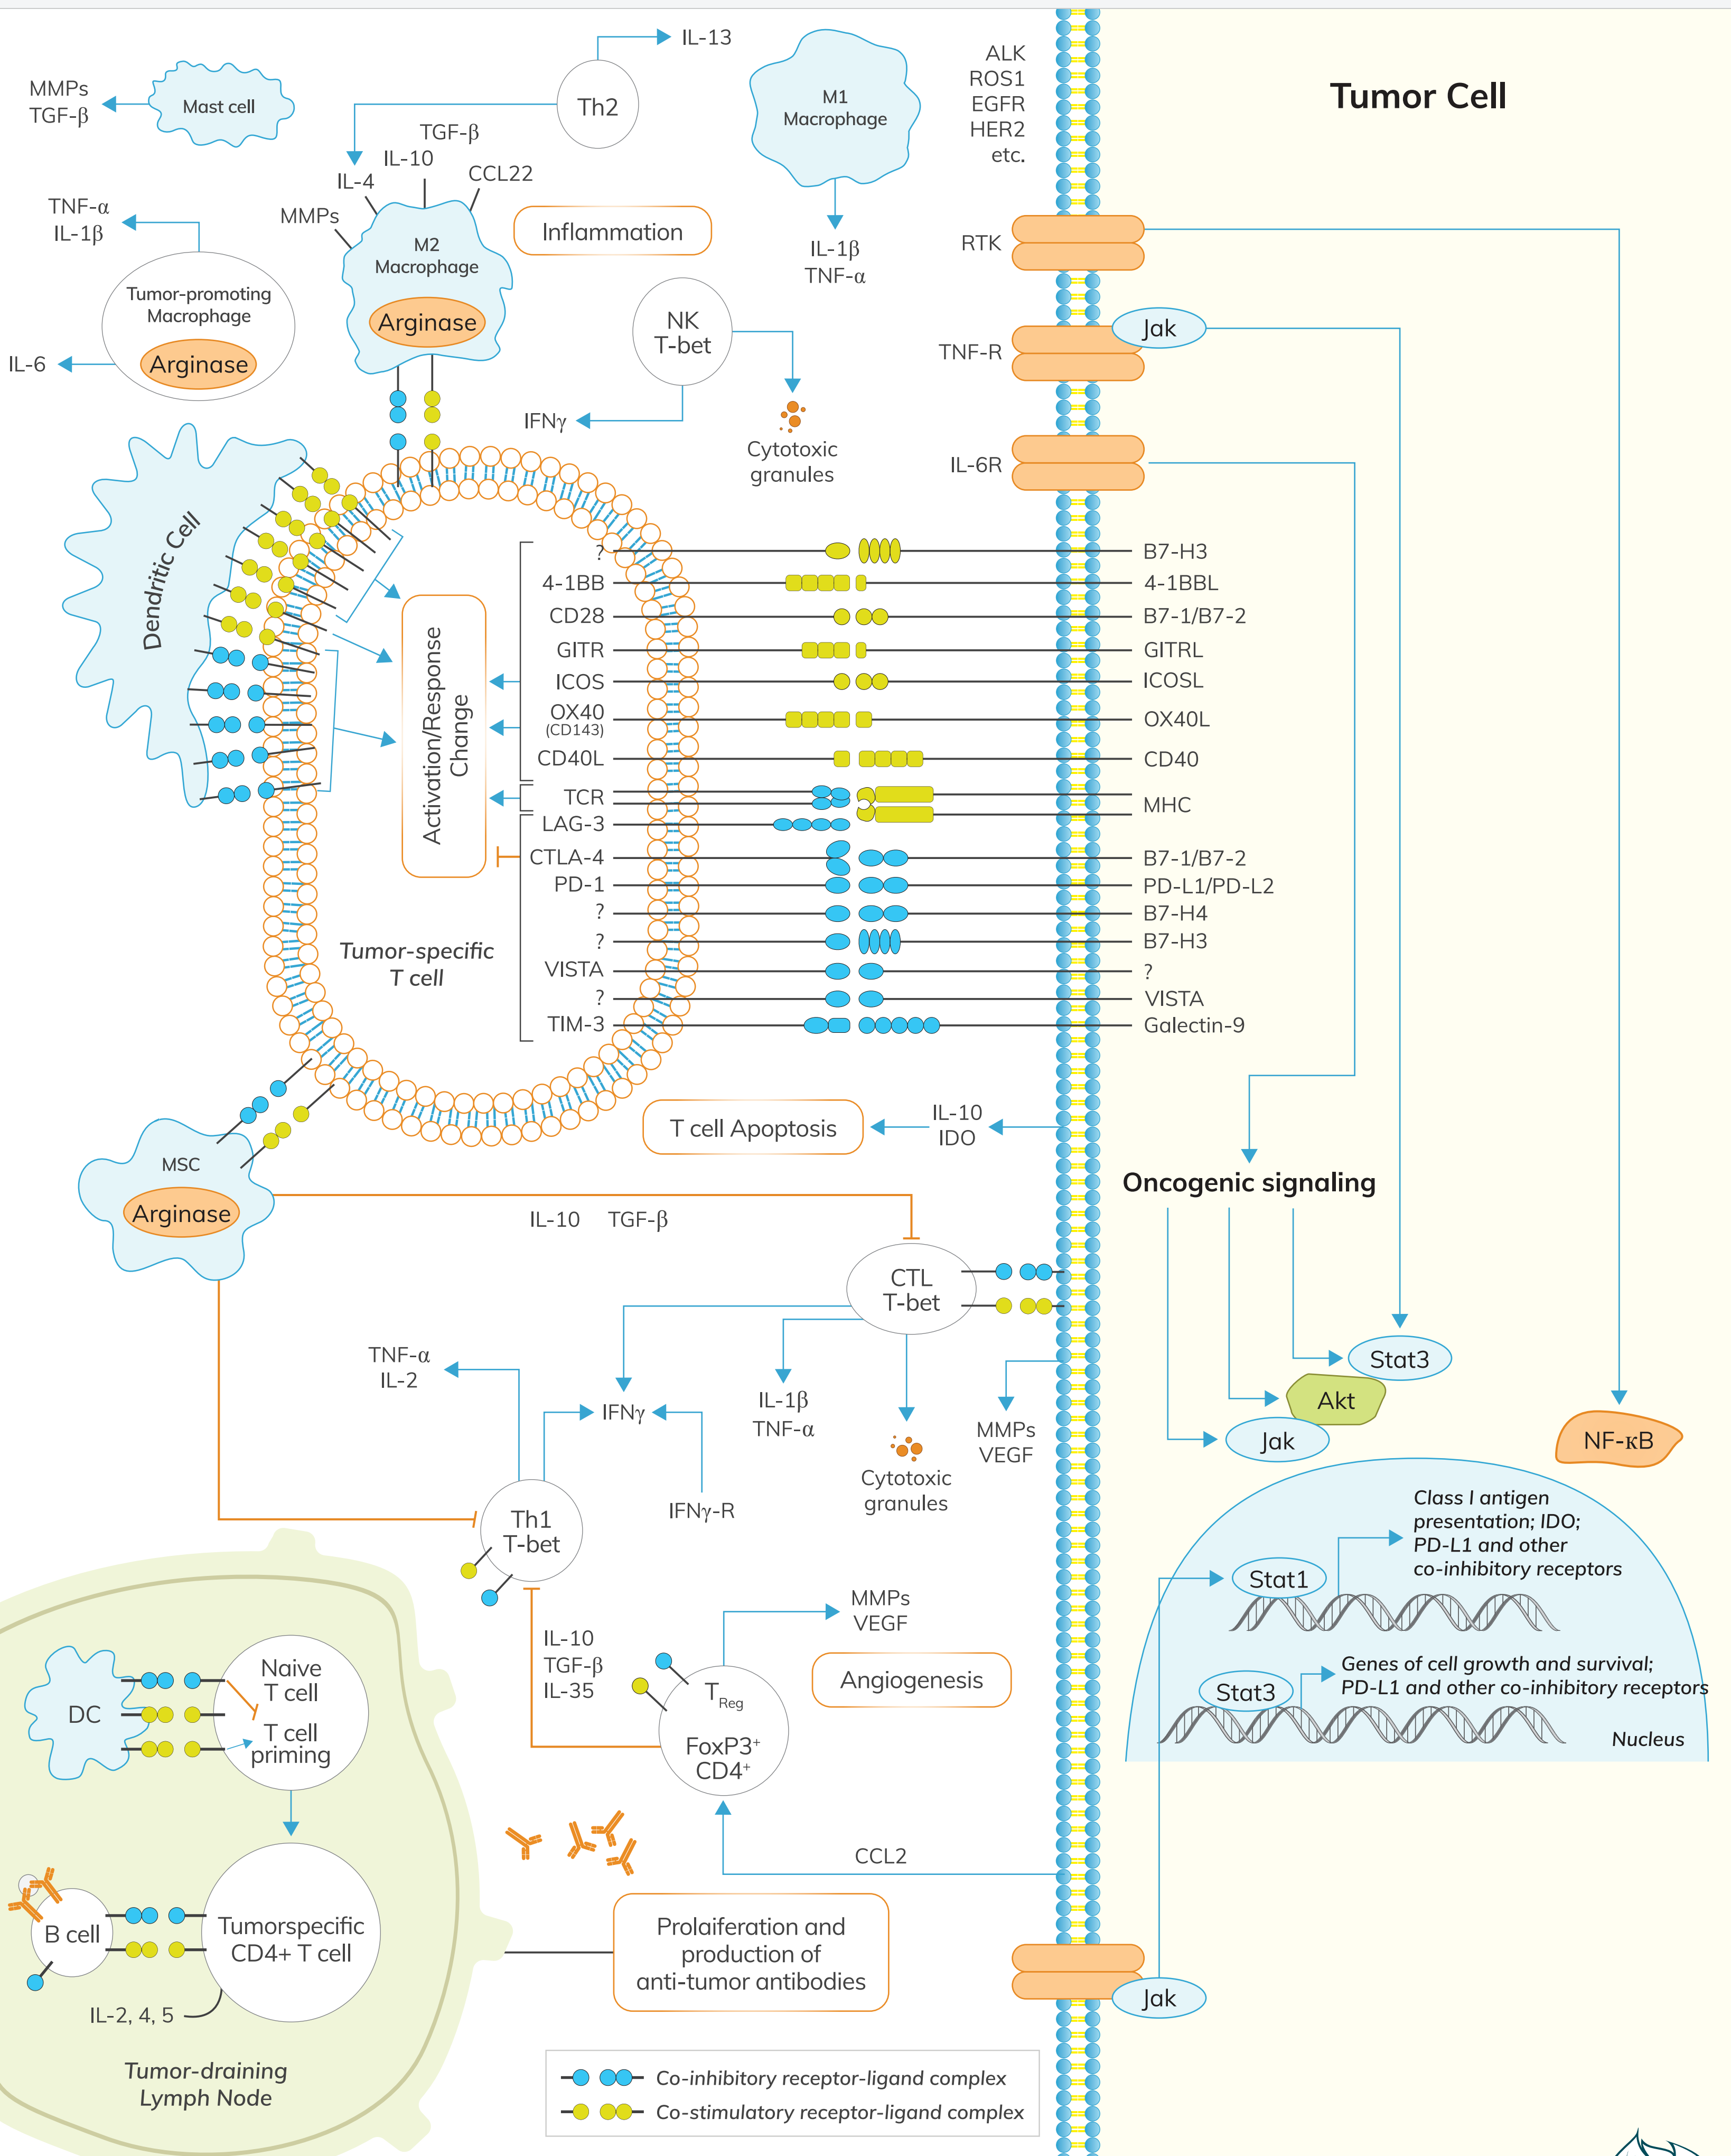 Tumor Cell
MMPs
TGF-β
Mast cell
IL-13
Th2
TGF-β
IL-10
CCL22
IL-4
MMPs
M2
Macrophage
Arginase
Inflammation
M1
Macrophage
IL-1β
TNF-α
ALK
ROS1
EGFR
HER2
etc.
RTK
TNF-R
IL-6R
Jak
TNF-α
IL-1β
Tumor-promoting
Macrophage
Arginase
IL-6
NK
T-bet
IFNγ
Cytotoxic
granules
Dendritic Cell
Activation/Response
Change
?
B7-H3
4-1BB
4-1BBL
CD28
B7-1/B7-2
GITR
GITRL
ICOS
ICOSL
OX40
(CD143)
OX40L
CD40L
CD40
TCR
MHC
LAG-3
CTLA-4
B7-1/B7-2
PD-1
PD-L1/PD-L2
?
B7-H4
?
B7-H3
VISTA
?
?
VISTA
TIM-3
Galectin-9
Tumor-specific
T cell
T cell Apoptosis
IL-10
IDO
MSC
Arginase
IL-10 TGF-β
CTL
T-bet
Oncogenic signaling
Stat3
Akt
Jak
NF-κB
TNF-α
IL-2
IFNγ
IL-1β
TNF-α
Cytotoxic
granules
MMPs
VEGF
IFNγ-R
Th1
T-bet
IL-10
TGF-β
IL-35
MMPs
VEGF
Angiogenesis
TReg
FoxP3+
CD4+
CCL2
Class I antigen
presentation; IDO;
PD-L1 and other
co-inhibitory receptors
Stat1
Genes of cell growth and survival;
PD-L1 and other co-inhibitory receptors
Stat3
Nucleus
DC
Naive
T cell
T cell
priming
B cell
Tumorspecific
CD4+ T cell
IL-2, 4, 5
Tumor-draining
Lymph Node
Prolaiferation and
production of
anti-tumor antibodies
Jak
Co-inhibitory receptor-ligand complex
Co-stimulatory receptor-ligand complex